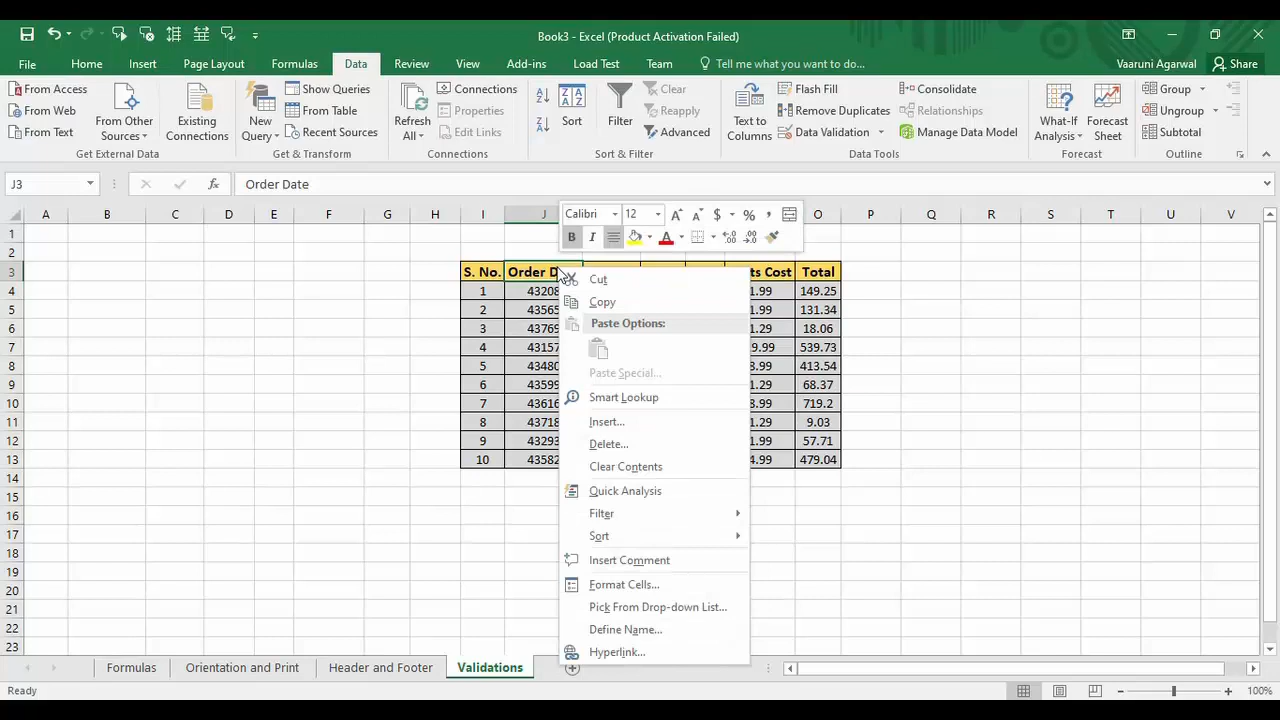 Book3 - Excel (Product Activation Failed)
File Home Insert Page Layout Formulas Data Review View Add-ins Load Test Team Tell me what you want to do... Vaaruni Agarwal Share
From Access
From Web
From Text
From Other Sources
Existing Connections
Get External Data
New Query
Show Queries
From Table
Recent Sources
Get & Transform
Refresh All
Connections
Properties
Edit Links
Connections
Sort
Filter
Clear
Reapply
Advanced
Sort & Filter
Text to Columns
Flash Fill
Remove Duplicates
Data Validation
Consolidate
Relationships
Manage Data Model
Data Tools
What-If Analysis
Forecast Sheet
Forecast
Group
Ungroup
Subtotal
Outline
J3 fx Order Date
Calibri 12 A A $ % ,
B I A
A B C D E F G H I J O P Q R S T U V
1
2
3 S. No. Order D ts Cost Total
4 1 43208 1.99 149.25
5 2 43565 1.99 131.34
6 3 43769 1.29 18.06
7 4 43157 9.99 539.73
8 5 43480 8.99 413.54
9 6 43599 1.29 68.37
10 7 43616 8.99 719.2
11 8 43718 1.29 9.03
12 9 43293 1.99 57.71
13 10 43582 4.99 479.04
14
15
16
17
18
19
20
21
22
23
Cut
Copy
Paste Options:
Paste Special...
Smart Lookup
Insert...
Delete...
Clear Contents
Quick Analysis
Filter
Sort
Insert Comment
Format Cells...
Pick From Drop-down List...
Define Name...
Hyperlink...
Formulas Orientation and Print Header and Footer Validations
Ready 100%